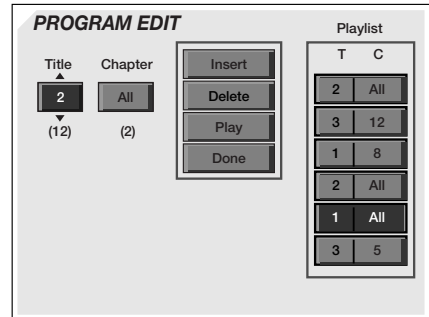 PROGRAM EDIT
Title Chapter
2 All
(12) (2)
Insert
Delete
Play
Done
Playlist
T C
2 All
3 12
1 8
2 All
1 All
3 5